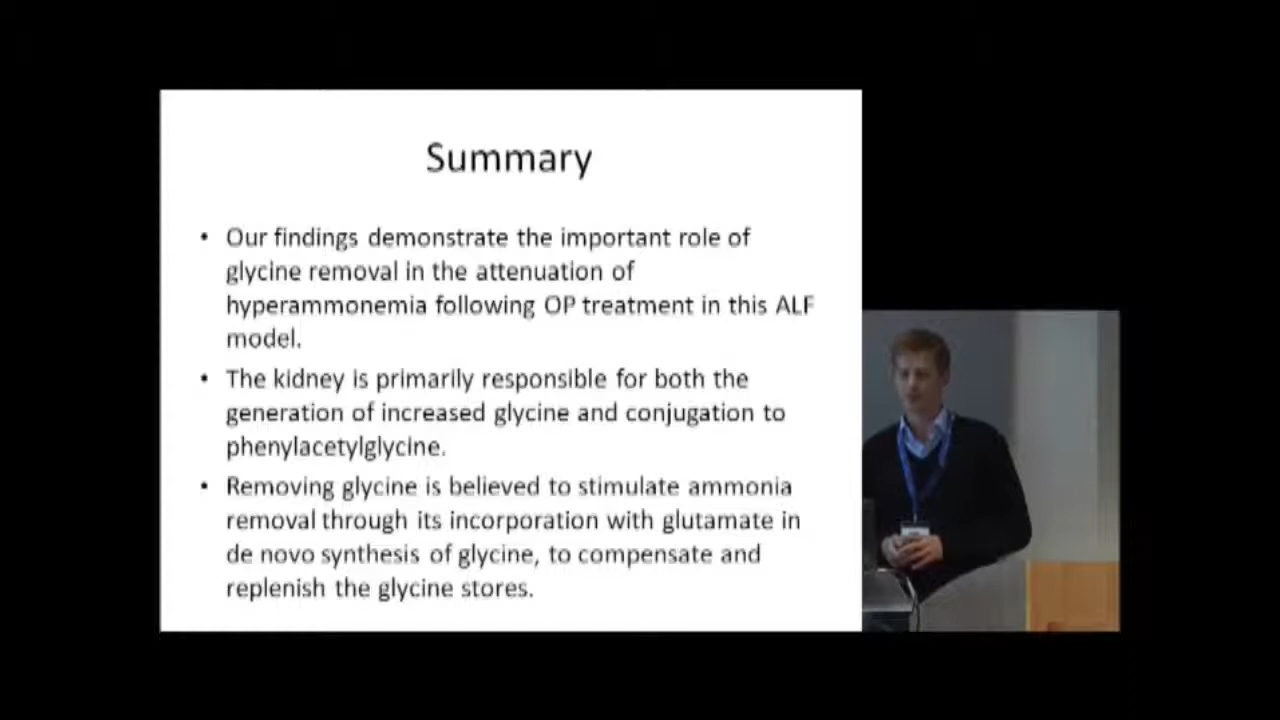 Summary
• Our findings demonstrate the important role of
glycine removal in the attenuation of
hyperammonemia following OP treatment in this ALF
model.
• The kidney is primarily responsible for both the
generation of increased glycine and conjugation to
phenylacetylglycine.
• Removing glycine is believed to stimulate ammonia
removal through its incorporation with glutamate in
de novo synthesis of glycine, to compensate and
replenish the glycine stores.